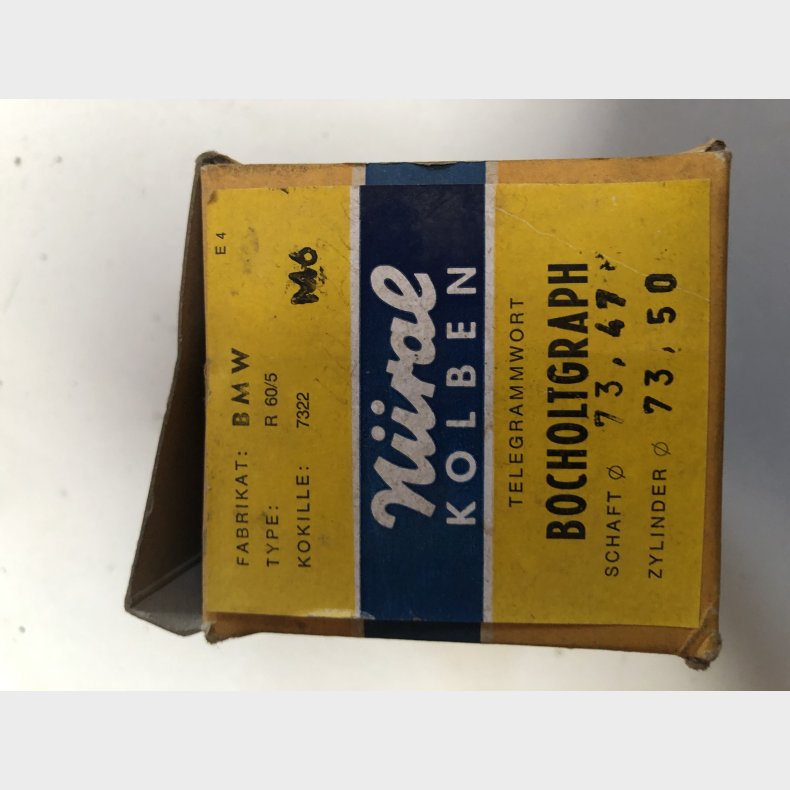 E 4
FABRIKAT: BMW
TYPE: R 60/5
KOKILLE: 7322
M6
Nüral
KOLBEN
TELEGRAMMWORT
BOCHOLTGRAPH
SCHAFT Ø 73,47
ZYLINDER Ø 73,50